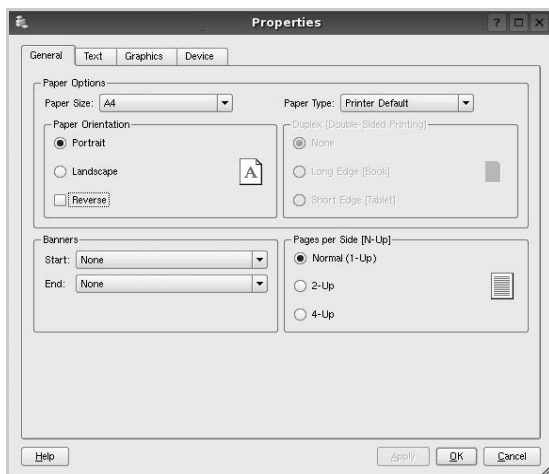 Properties
General Text Graphics Device
Paper Options
Paper Size: A4 Paper Type: Printer Default
Paper Orientation
Portrait
Landscape
Reverse
A
Duplex [Double-Sided Printing]
None
Long Edge [Book]
Short Edge [Tablet]
Banners
Start: None
End: None
Pages per Side [N-Up]
Normal (1-Up)
2-Up
4-Up
Help Apply OK Cancel